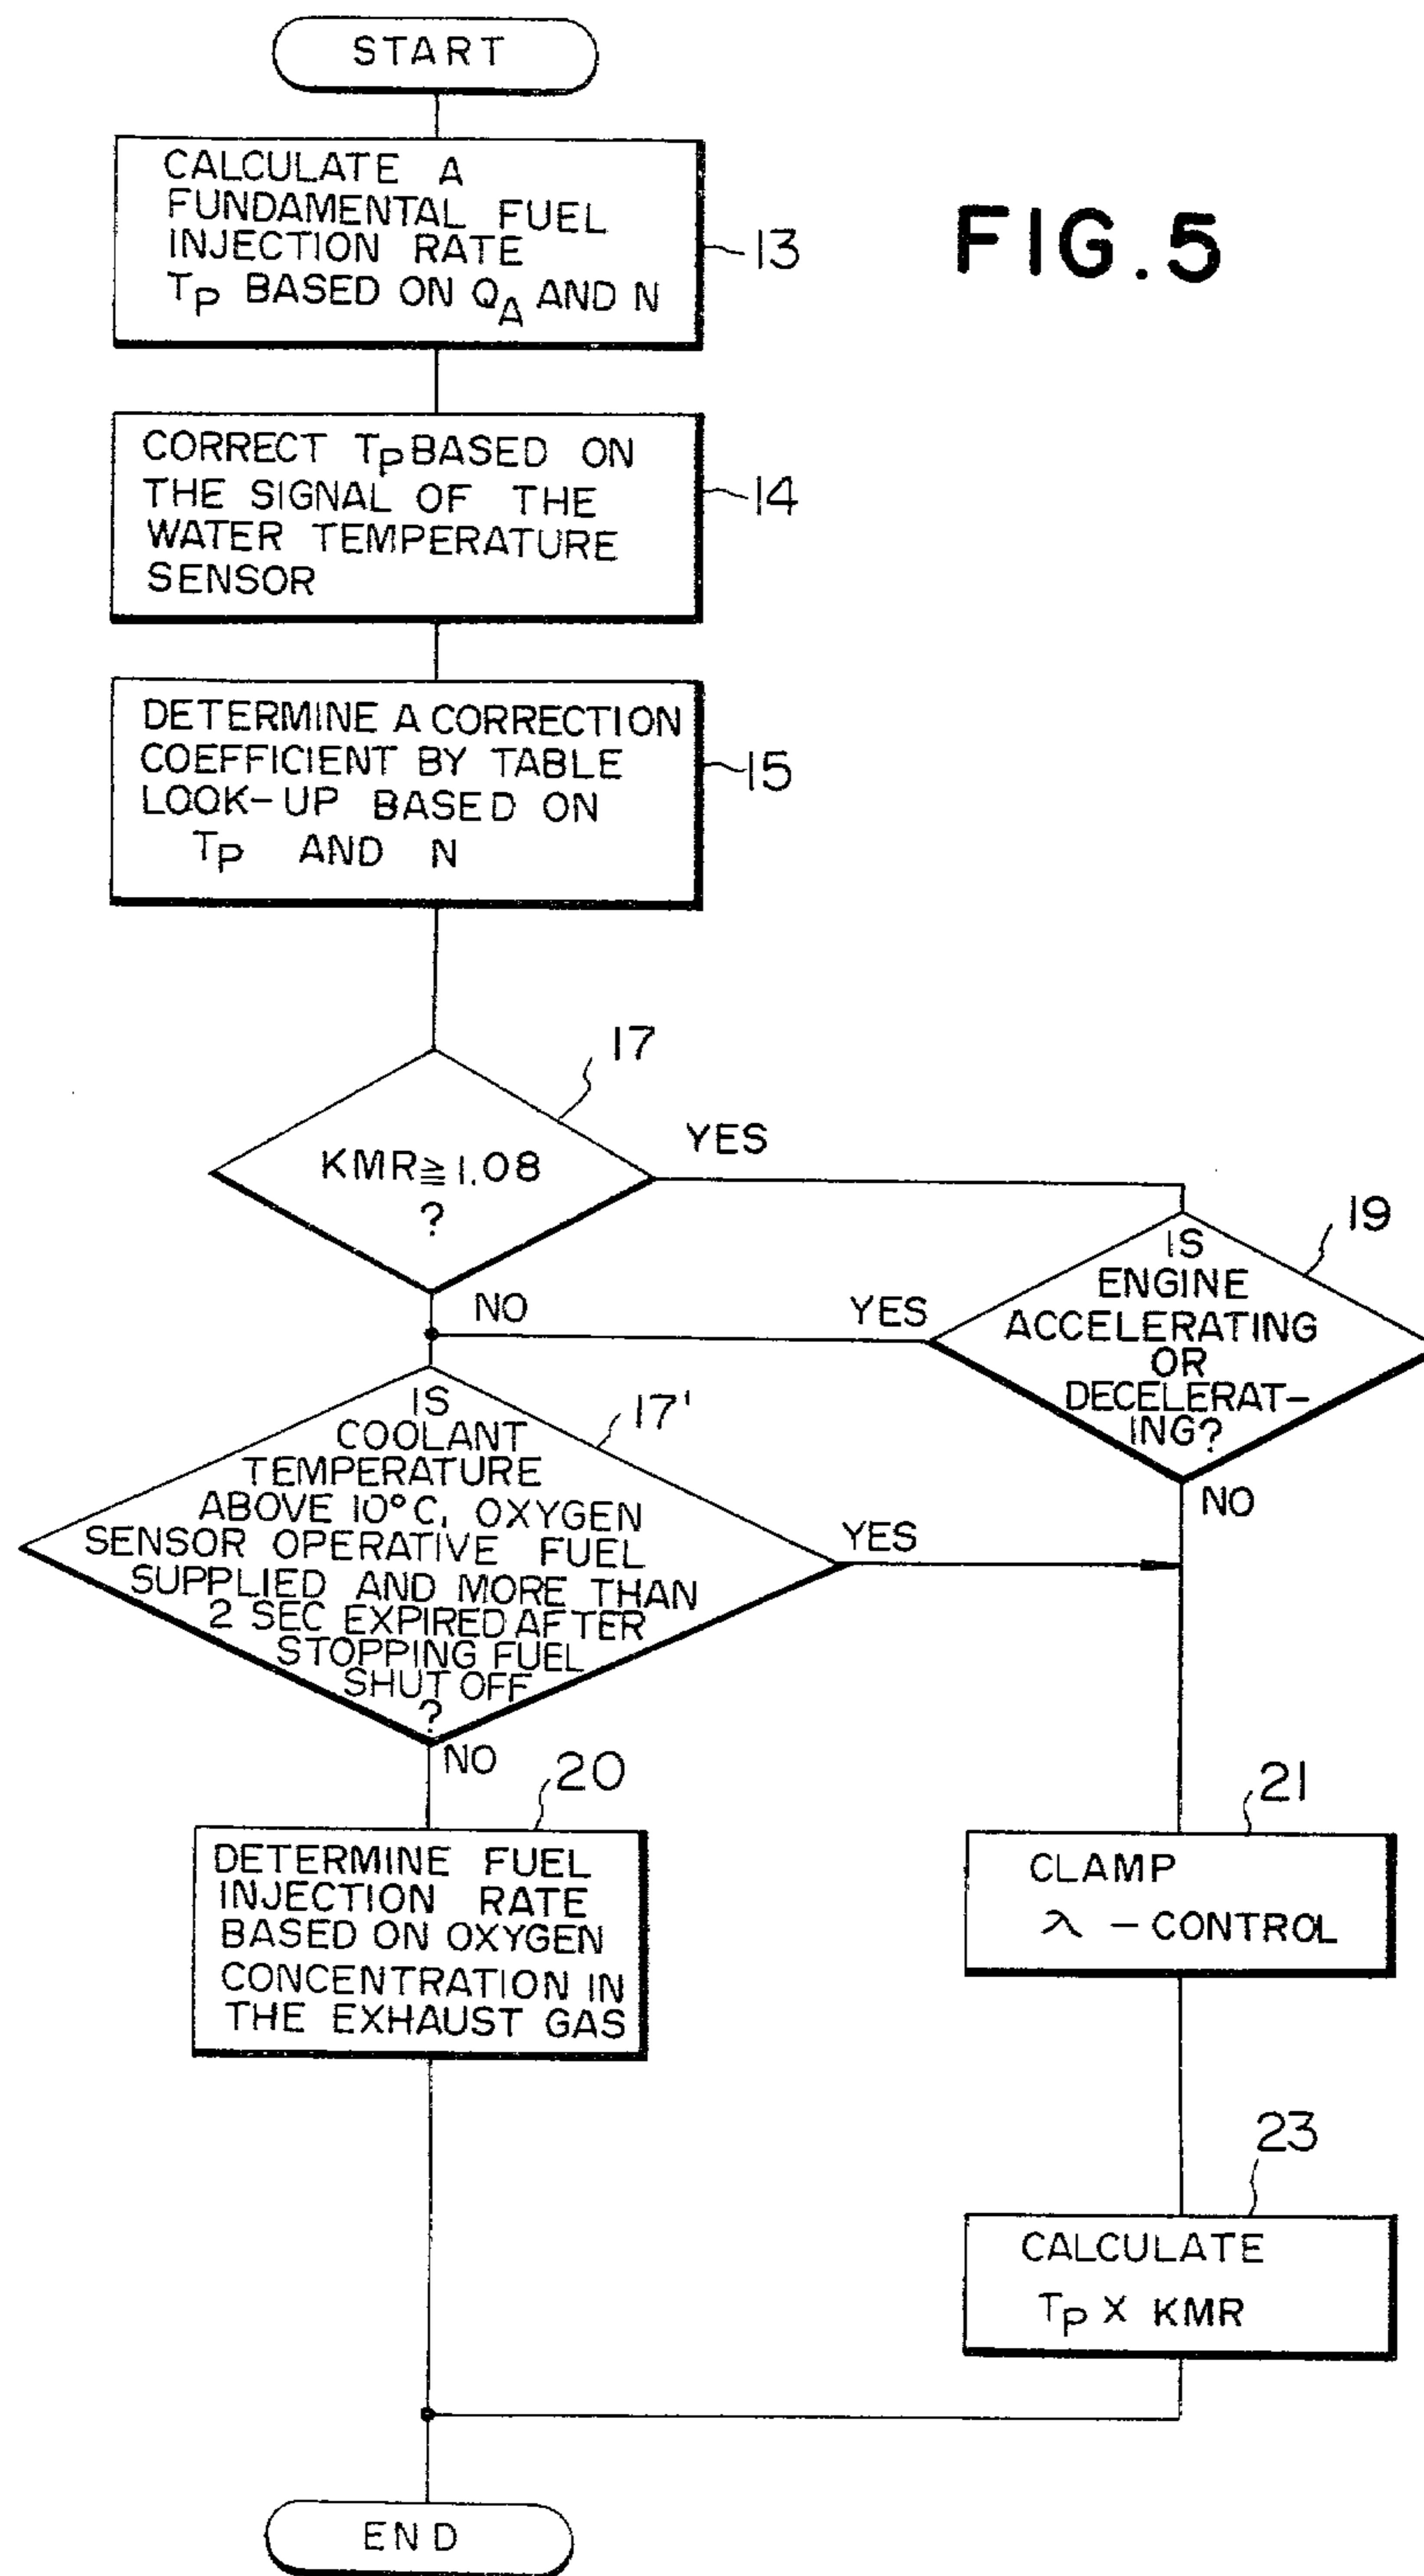 START
FIG.5
CALCULATE A
FUNDAMENTAL FUEL
INJECTION RATE
TP BASED ON QA AND N
13
CORRECT TP BASED ON
THE SIGNAL OF THE
WATER TEMPERATURE
SENSOR
14
DETERMINE A CORRECTION
COEFFICIENT BY TABLE
LOOK-UP BASED ON
TP AND N
15
17
KMR≧1.08
?
YES
NO
19
IS
ENGINE
ACCELERATING
OR
DECELERAT-
ING?
YES
NO
17'
IS
COOLANT
TEMPERATURE
ABOVE 10°C, OXYGEN
SENSOR OPERATIVE FUEL
SUPPLIED AND MORE THAN
2 SEC EXPIRED AFTER
STOPPING FUEL
SHUT OFF
?
YES
NO
20
DETERMINE FUEL
INJECTION RATE
BASED ON OXYGEN
CONCENTRATION IN
THE EXHAUST GAS
21
CLAMP
λ - CONTROL
23
CALCULATE
TP X KMR
END